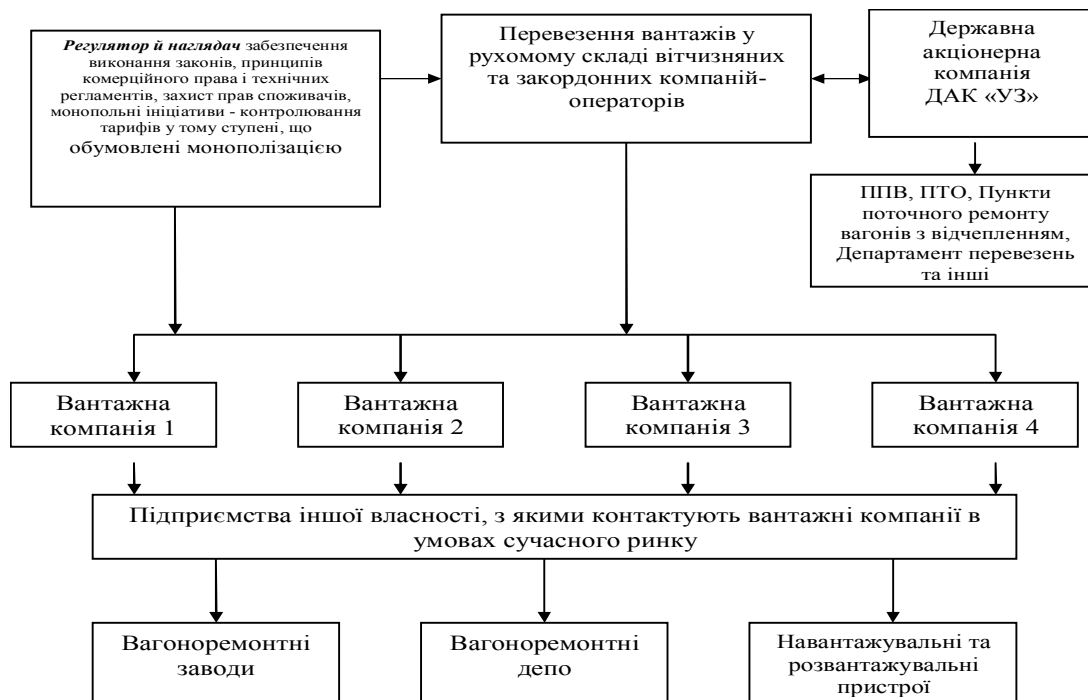 Регулятор й наглядач забезпечення
виконання законів, принципів
комерційного права і технічних
регламентів, захист прав споживачів,
монопольні ініціативи - контролювання
тарифів у тому ступені, що
обумовлені монополізацією
Перевезення вантажів у
рухомому складі вітчизняних
та закордонних компаній-
операторів
Державна
акціонерна
компанія
ДАК «УЗ»
ППВ, ПТО, Пункти
поточного ремонту
вагонів з відчепленням,
Департамент перевезень
та інші
Вантажна
компанія 1
Вантажна
компанія 2
Вантажна
компанія 3
Вантажна
компанія 4
Підприємства іншої власності, з якими контактують вантажні компанії в
умовах сучасного ринку
Вагоноремонтні
заводи
Вагоноремонтні
депо
Навантажувальні та
розвантажувальні
пристрої